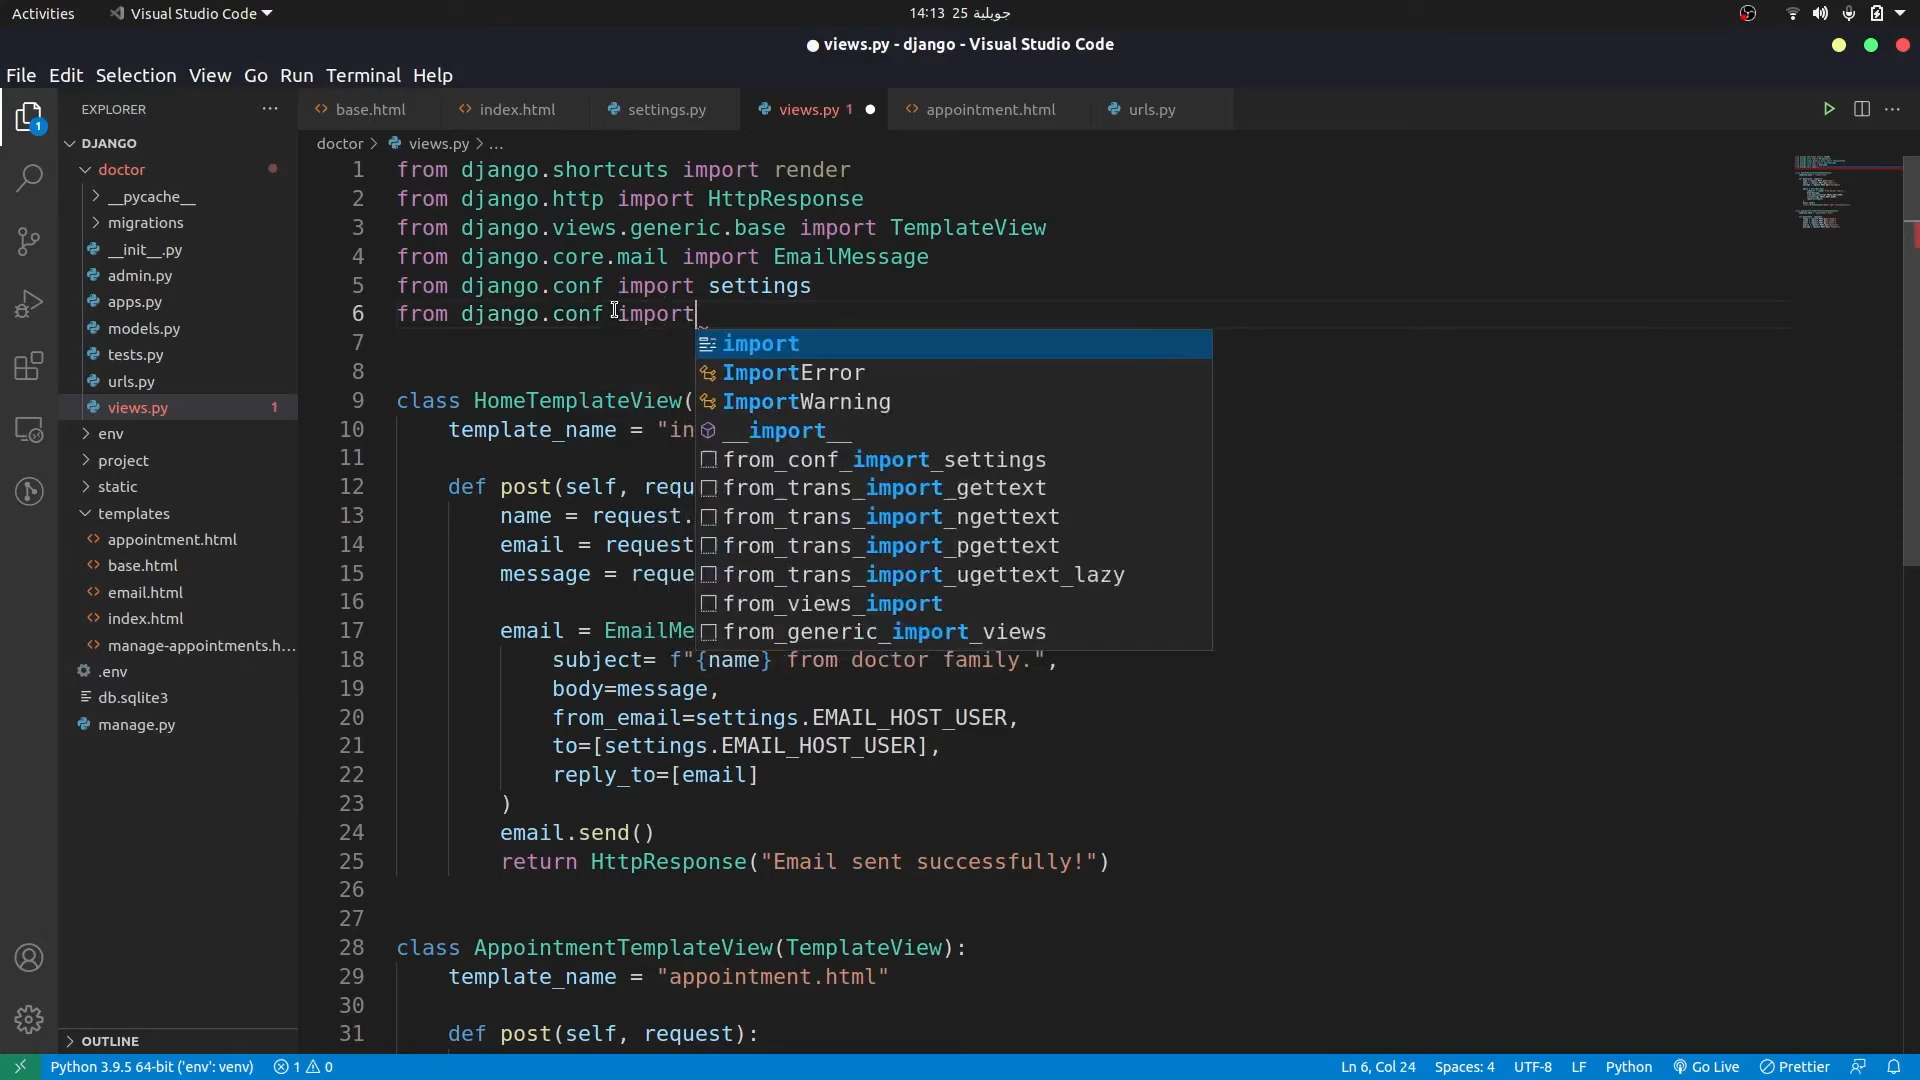 Activities
Visual Studio Code
14:13 25 جويلية
views.py - django - Visual Studio Code
File Edit Selection View Go Run Terminal Help
EXPLORER
base.html
index.html
settings.py
views.py 1
appointment.html
urls.py
1
DJANGO
doctor
__pycache__
migrations
__init__.py
admin.py
apps.py
models.py
tests.py
urls.py
views.py 1
env
project
static
templates
appointment.html
base.html
email.html
index.html
manage-appointments.h...
.env
db.sqlite3
manage.py
OUTLINE
doctor > views.py > ...
1 from django.shortcuts import render
2 from django.http import HttpResponse
3 from django.views.generic.base import TemplateView
4 from django.core.mail import EmailMessage
5 from django.conf import settings
6 from django.conf import
7
8
9 class HomeTemplateView(
10 template_name = "in
11
12 def post(self, requ
13 name = request.
14 email = request
15 message = reque
16
17 email = EmailMe
18 subject= f"{name} from doctor family.",
19 body=message,
20 from_email=settings.EMAIL_HOST_USER,
21 to=[settings.EMAIL_HOST_USER],
22 reply_to=[email]
23 )
24 email.send()
25 return HttpResponse("Email sent successfully!")
26
27
28 class AppointmentTemplateView(TemplateView):
29 template_name = "appointment.html"
30
31 def post(self, request):
import
ImportError
ImportWarning
__import__
from_conf_import_settings
from_trans_import_gettext
from_trans_import_ngettext
from_trans_import_pgettext
from_trans_import_ugettext_lazy
from_views_import
from_generic_import_views
Python 3.9.5 64-bit ('env': venv) 1 0
Ln 6, Col 24 Spaces: 4 UTF-8 LF Python Go Live Prettier